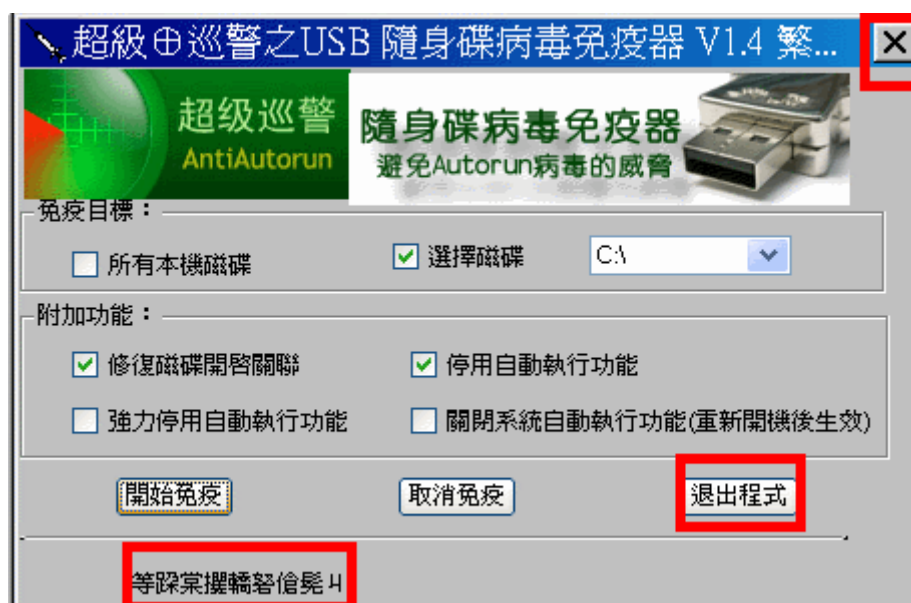 超級⊕巡警之USB 隨身碟病毒免疫器 V1.4 繁...
超级巡警
AntiAutorun
隨身碟病毒免疫器
避免Autorun病毒的威脅
免疫目標：
所有本機磁碟
選擇磁碟
C:\
附加功能：
修復磁碟開啓關聯
停用自動執行功能
強力停用自動執行功能
關閉系統自動執行功能(重新開機後生效)
開始免疫
取消免疫
退出程式